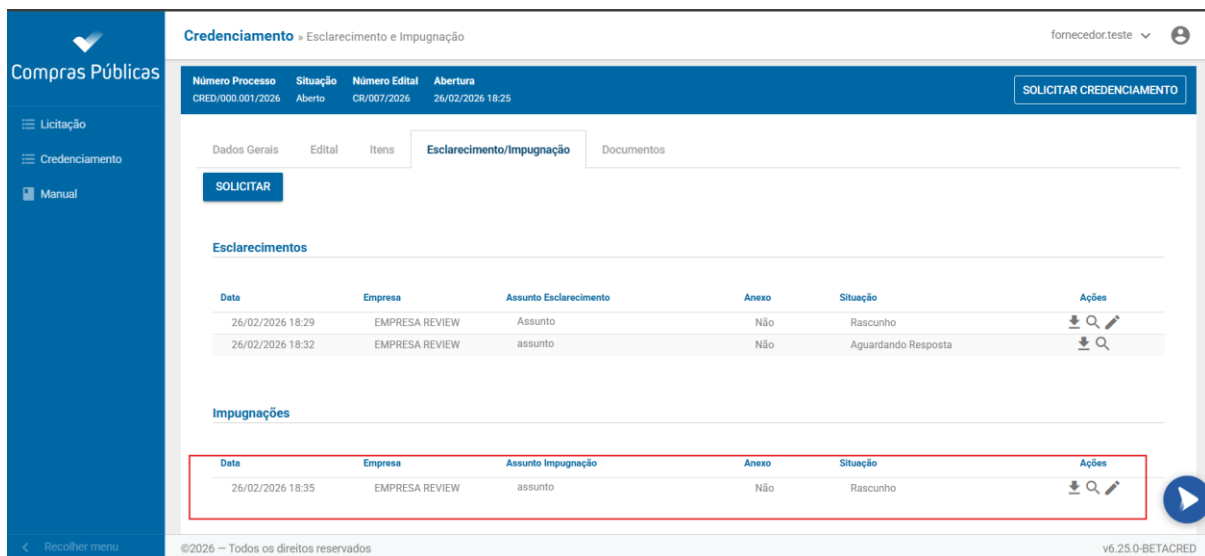 Compras Públicas
Licitação
Credenciamento
Manual
Recolher menu
Credenciamento » Esclarecimento e Impugnação
fornecedor.teste
Número Processo Situação Número Edital Abertura
CRED/000.001/2026 Aberto CR/007/2026 26/02/2026 18:25
SOLICITAR CREDENCIAMENTO
Dados Gerais Edital Itens Esclarecimento/Impugnação Documentos
SOLICITAR
Esclarecimentos
Data Empresa Assunto Esclarecimento Anexo Situação Ações
26/02/2026 18:29 EMPRESA REVIEW Assunto Não Rascunho
26/02/2026 18:32 EMPRESA REVIEW assunto Não Aguardando Resposta
Impugnações
Data Empresa Assunto Impugnação Anexo Situação Ações
26/02/2026 18:35 EMPRESA REVIEW assunto Não Rascunho
©2026 — Todos os direitos reservados
v6.25.0-BETACRED